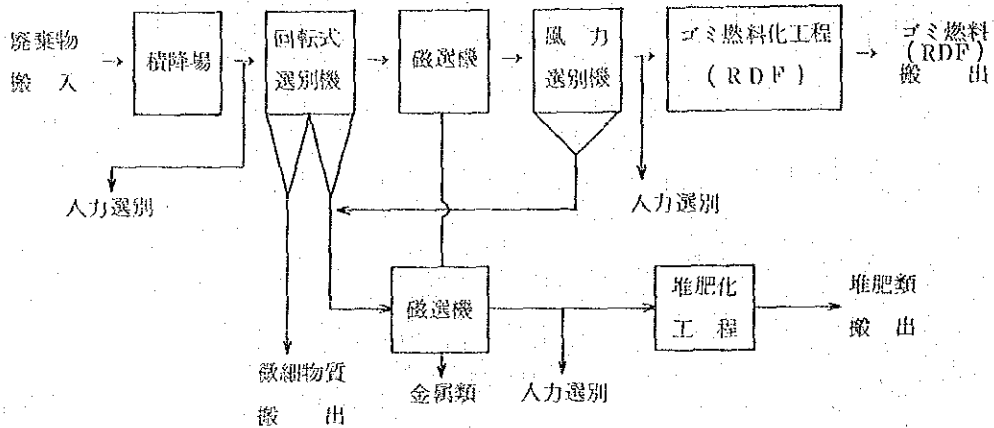 廃棄物
搬入
積降場
回転式
選別機
磁選機
風力
選別機
ゴミ燃料化工程
(RDF)
ゴミ燃料
(RDF)
搬出
人力選別
人力選別
磁選機
堆肥化
工程
堆肥類
搬出
微細物質
搬出
金属類
人力選別